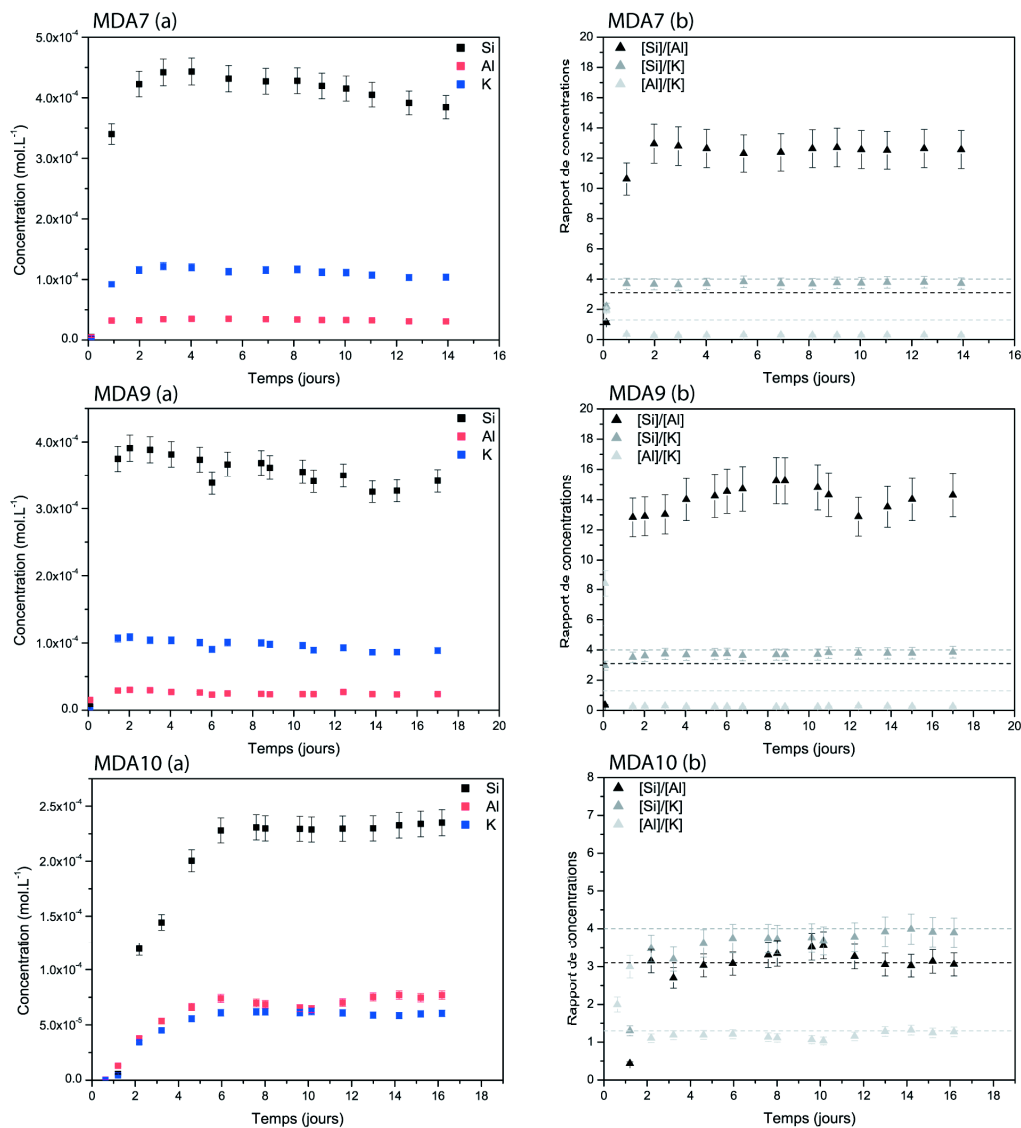 MDA7 (a)
5.0x10⁻⁴
4.0x10⁻⁴
3.0x10⁻⁴
2.0x10⁻⁴
1.0x10⁻⁴
0.0
Concentration (mol.L⁻¹)
Si
Al
K
0 2 4 6 8 10 12 14 16
Temps (jours)
MDA7 (b)
20
18
16
14
12
10
8
6
4
2
0
Rapport de concentrations
[Si]/[Al]
[Si]/[K]
[Al]/[K]
0 2 4 6 8 10 12 14 16
Temps (jours)
MDA9 (a)
4.0x10⁻⁴
3.0x10⁻⁴
2.0x10⁻⁴
1.0x10⁻⁴
0.0
Concentration (mol.L⁻¹)
Si
Al
K
0 2 4 6 8 10 12 14 16 18 20
Temps (jours)
MDA9 (b)
20
18
16
14
12
10
8
6
4
2
0
Rapport de concentrations
[Si]/[Al]
[Si]/[K]
[Al]/[K]
0 2 4 6 8 10 12 14 16 18 20
Temps (jours)
MDA10 (a)
2.5x10⁻⁴
2.0x10⁻⁴
1.5x10⁻⁴
1.0x10⁻⁴
5.0x10⁻⁵
0.0
Concentration (mol.L⁻¹)
Si
Al
K
0 2 4 6 8 10 12 14 16 18
Temps (jours)
MDA10 (b)
8
7
6
5
4
3
2
1
0
Rapport de concentrations
[Si]/[Al]
[Si]/[K]
[Al]/[K]
0 2 4 6 8 10 12 14 16 18
Temps (jours)